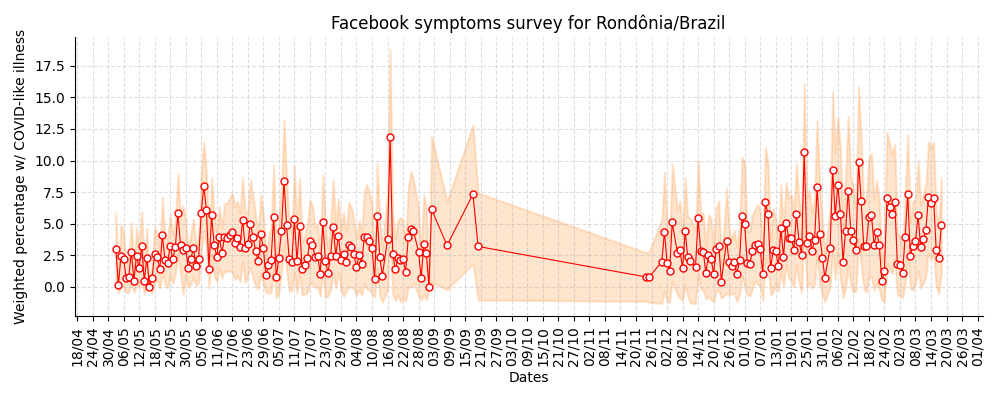 Facebook symptoms survey for Rondônia/Brazil
Weighted percentage w/ COVID-like illness
17.5
15.0
12.5
10.0
7.5
5.0
2.5
0.0
18/04 24/04 30/04 06/05 12/05 18/05 24/05 30/05 05/06 11/06 17/06 23/06 29/06 05/07 11/07 17/07 23/07 29/07 04/08 10/08 16/08 22/08 28/08 03/09 09/09 15/09 21/09 27/09 03/10 09/10 15/10 21/10 27/10 02/11 08/11 14/11 20/11 26/11 02/12 08/12 14/12 20/12 26/12 01/01 07/01 13/01 19/01 25/01 31/01 06/02 12/02 18/02 24/02 02/03 08/03 14/03 20/03 26/03 01/04
Dates